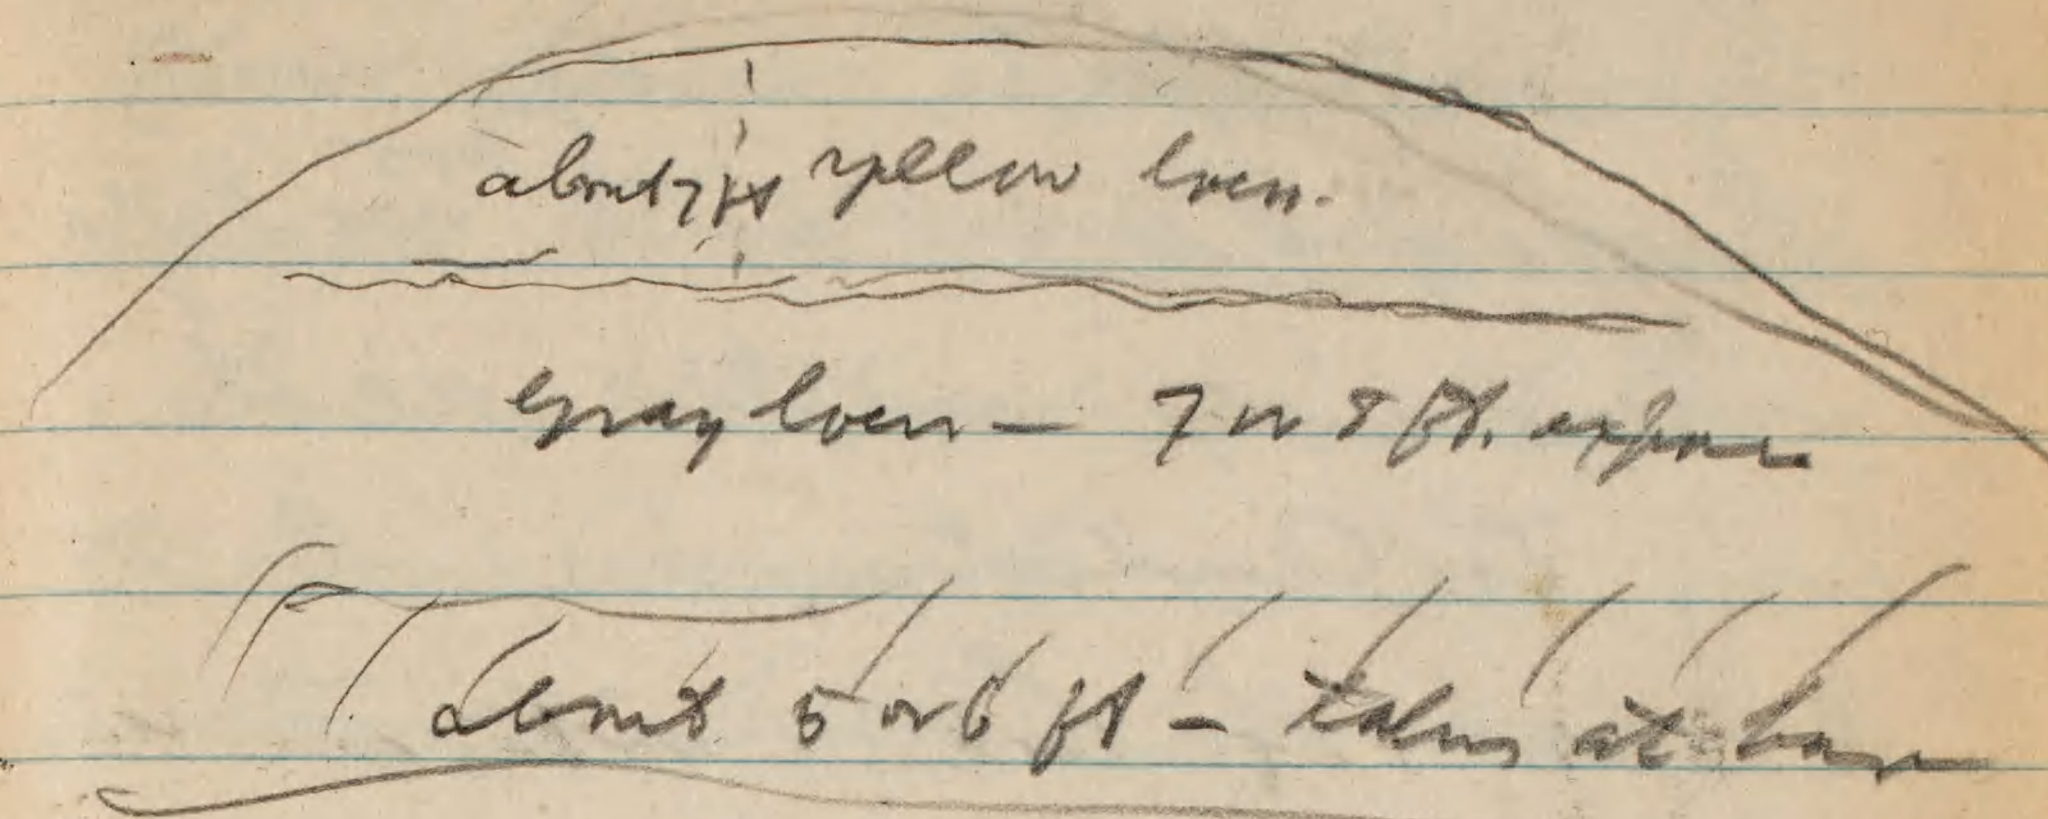 about 7 ft yellow loess.
Gray loess – 7 or 8 ft. expose
about 5 or 6 ft – talus at base